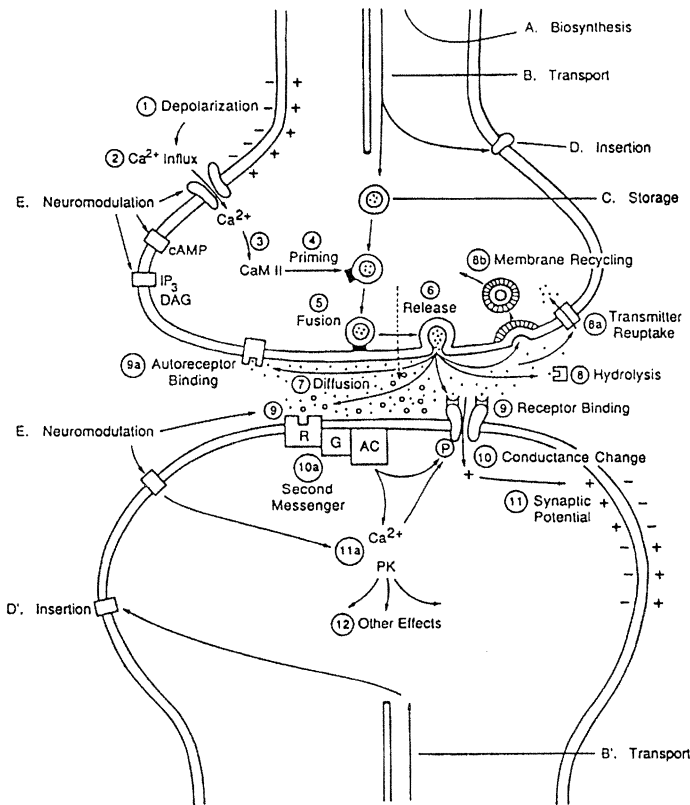 A. Biosynthesis
B. Transport
− +
1 Depolarization
− +
− +
D. Insertion
2 Ca2+ Influx
− +
− +
E. Neuromodulation
C. Storage
Ca2+
3
4
Priming
cAMP
CaM II
8b Membrane Recycling
IP3
DAG
5
Fusion
6
Release
8a Transmitter
Reuptake
9a Autoreceptor
Binding
7 Diffusion
8 Hydrolysis
9
9 Receptor Binding
E. Neuromodulation
R
G
AC
P
10 Conductance Change
10a
Second
Messenger
+
+ −
11 Synaptic
Potential
+ −
+ −
Ca2+
11a
− +
PK
− +
D'. Insertion
− +
12 Other Effects
B'. Transport